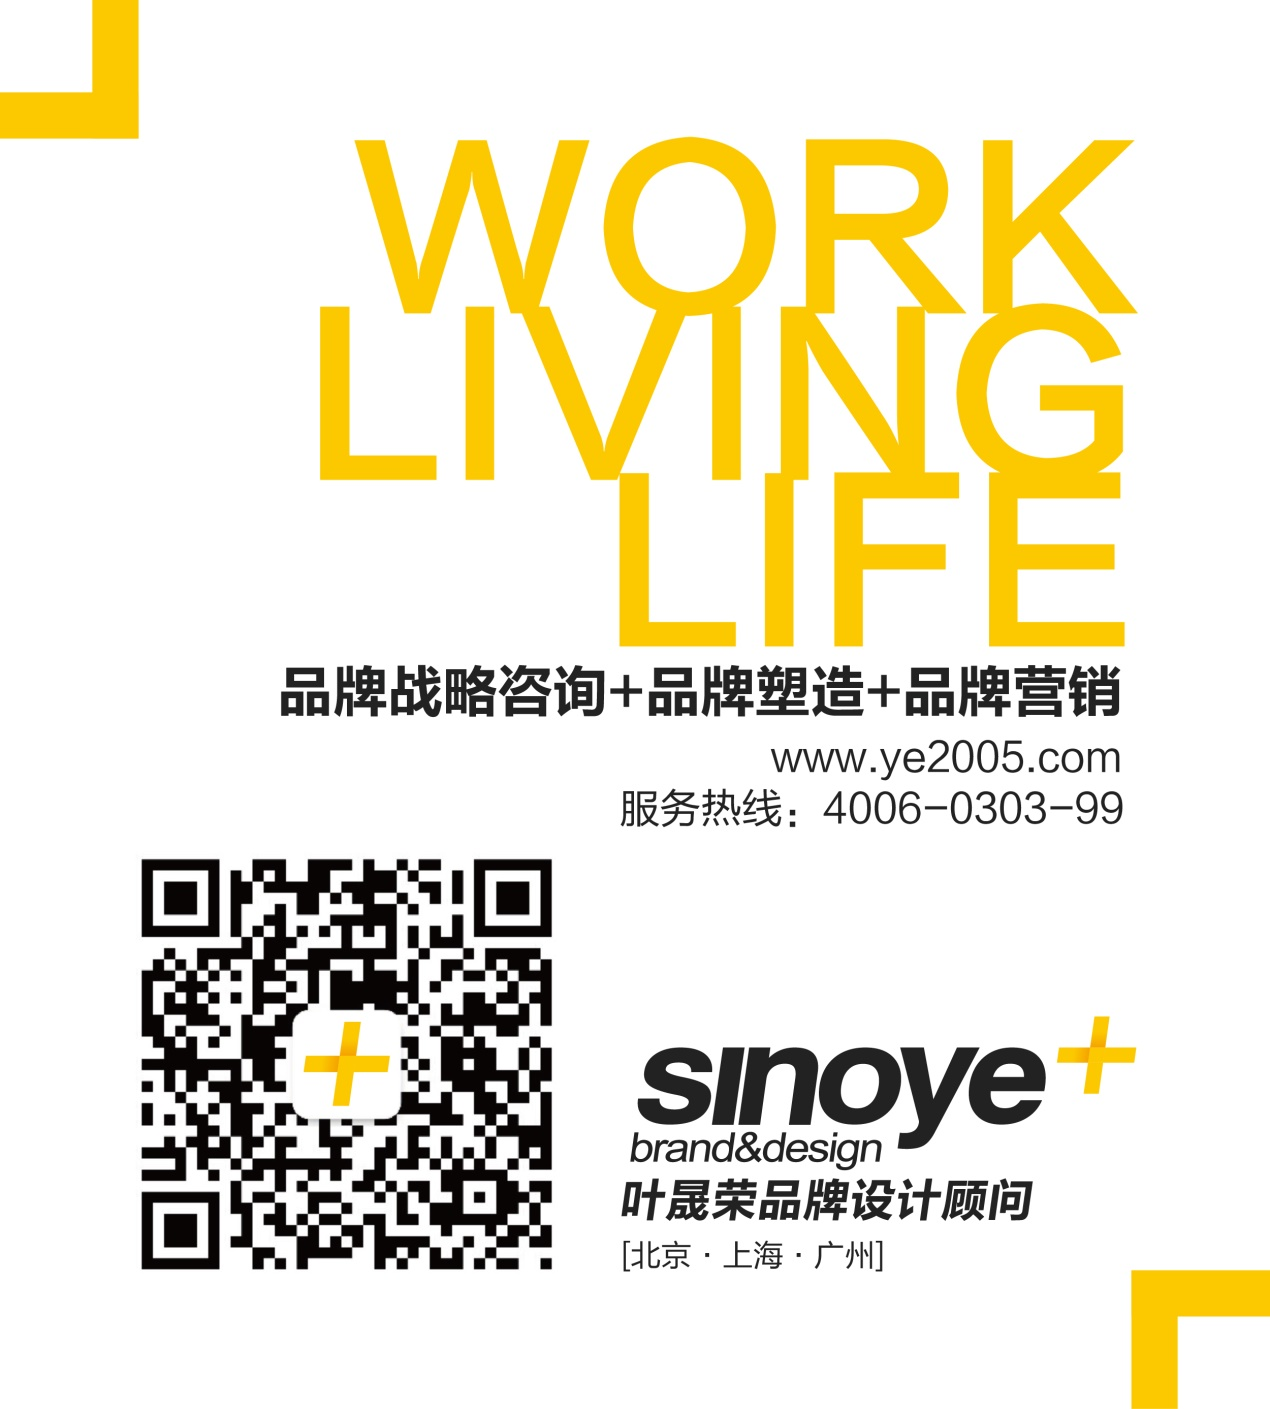 WORK
LIVING
LIFE
品牌战略咨询+品牌塑造+品牌营销
www.ye2005.com
服务热线：4006-0303-99
sinoye+
brand&design
叶晟荣品牌设计顾问
[北京·上海·广州]